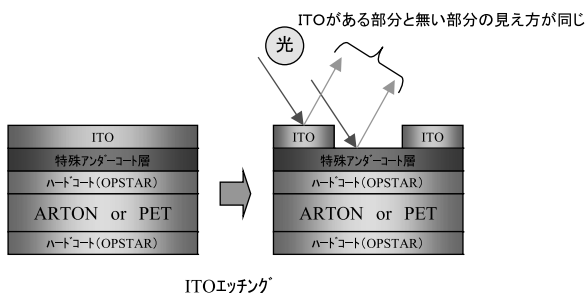 ITOがある部分と無い部分の見え方が同じ
光
ITO
特殊アンダーコート層
ハードコート(OPSTAR)
ARTON or PET
ハードコート(OPSTAR)
ITO
ITO
特殊アンダーコート層
ハードコート(OPSTAR)
ARTON or PET
ハードコート(OPSTAR)
ITOエッチング